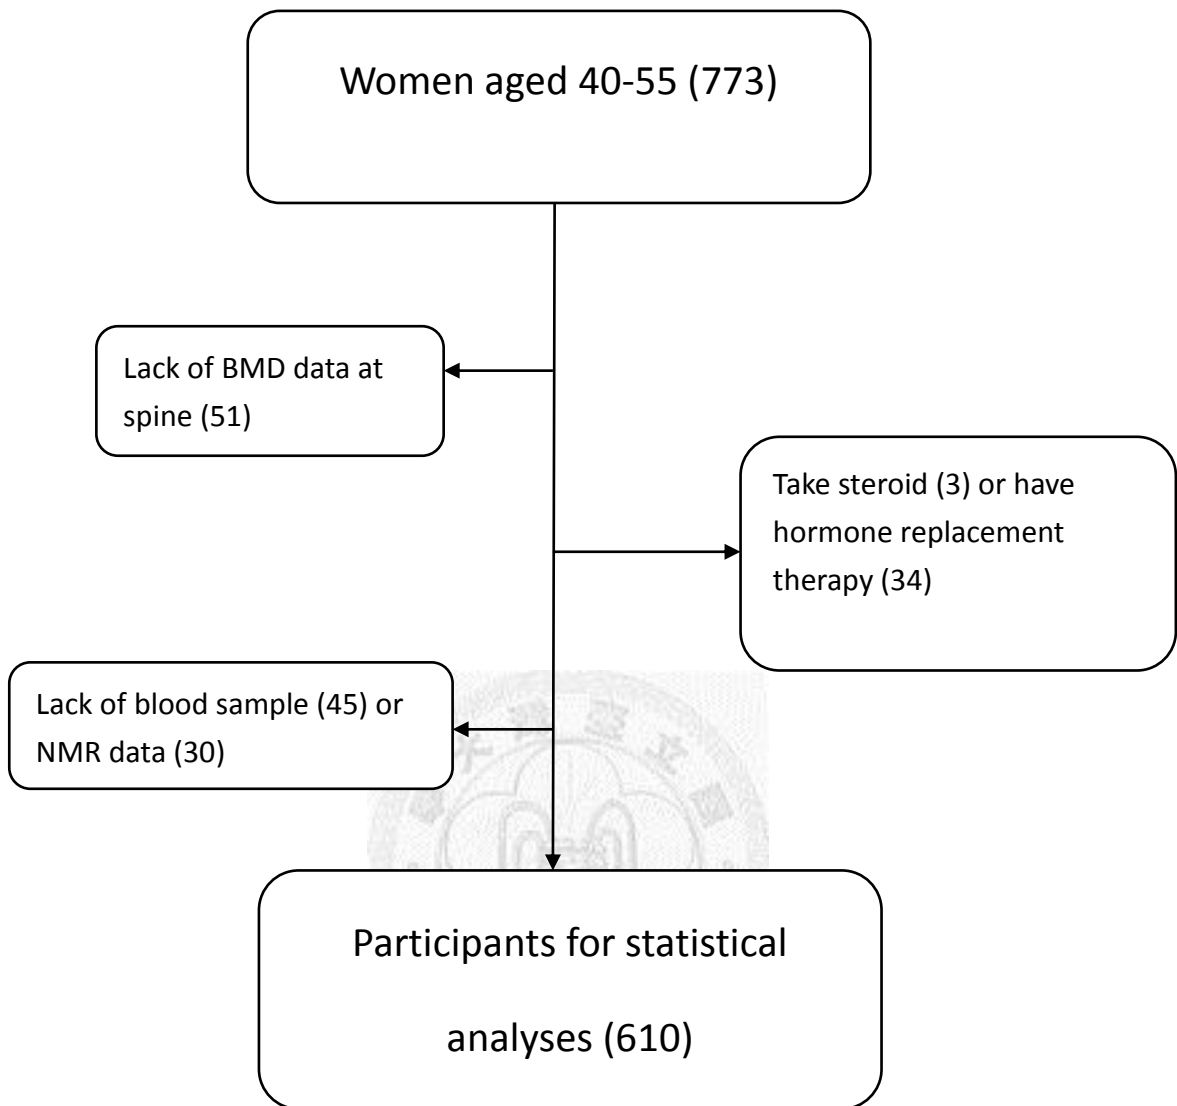 Women aged 40-55 (773)
Lack of BMD data at
spine (51)
Take steroid (3) or have
hormone replacement
therapy (34)
Lack of blood sample (45) or
NMR data (30)
Participants for statistical
analyses (610)